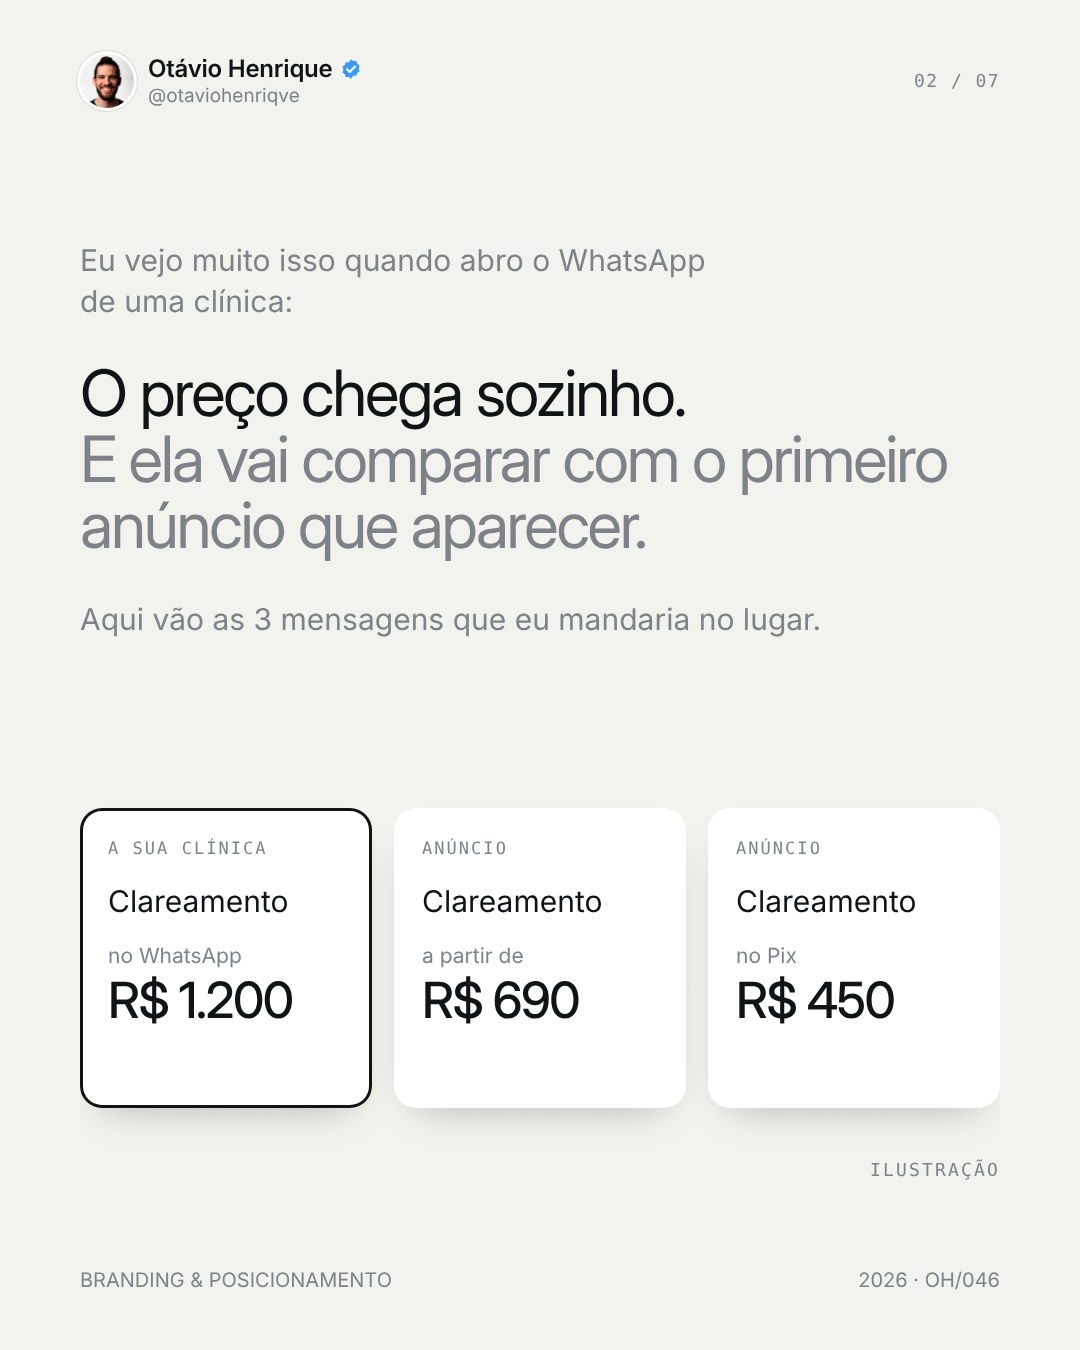 Otávio Henrique
@otaviohenriqve
02 / 07
Eu vejo muito isso quando abro o WhatsApp
de uma clínica:
O preço chega sozinho.
E ela vai comparar com o primeiro
anúncio que aparecer.
Aqui vão as 3 mensagens que eu mandaria no lugar.
A SUA CLÍNICA
Clareamento
no WhatsApp
R$ 1.200
ANÚNCIO
Clareamento
a partir de
R$ 690
ANÚNCIO
Clareamento
no Pix
R$ 450
ILUSTRAÇÃO
BRANDING & POSICIONAMENTO
2026 · OH/046